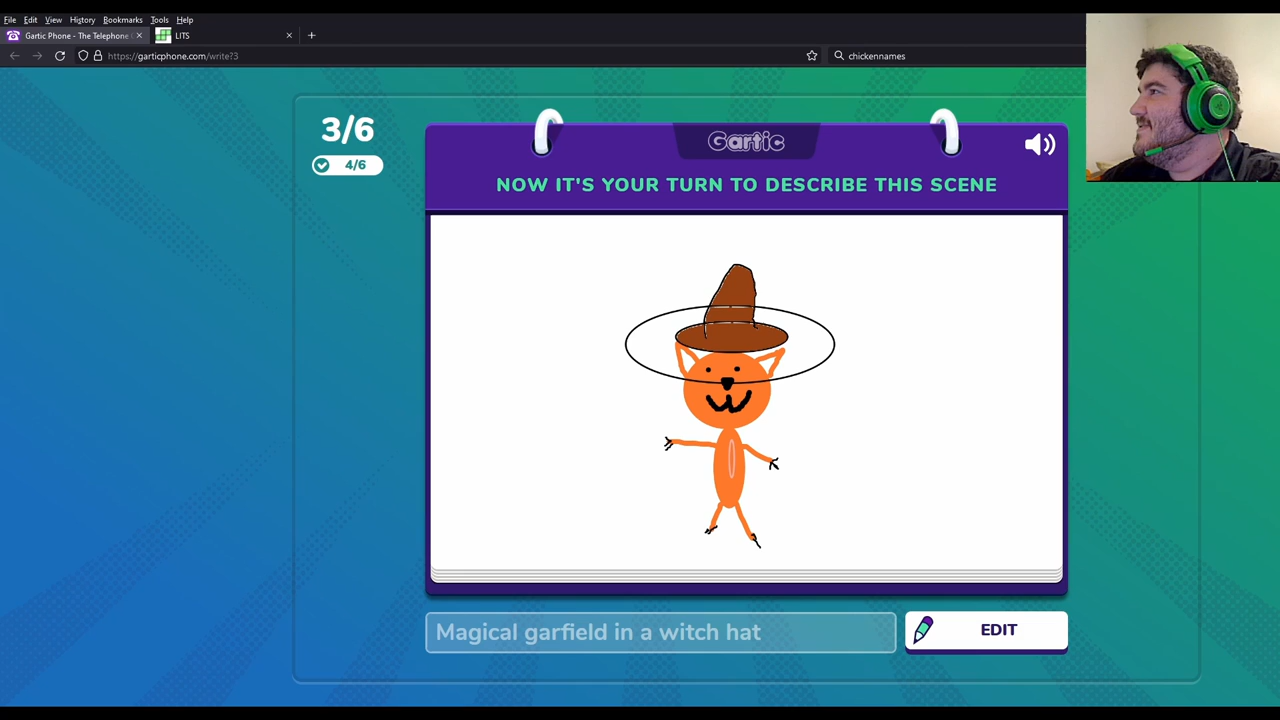 File Edit View History Bookmarks Tools Help
Gartic Phone - The Telephone LITS
https://garticphone.com/write?3 chickennames
3/6
4/6
Gartic
NOW IT'S YOUR TURN TO DESCRIBE THIS SCENE
Magical garfield in a witch hat EDIT